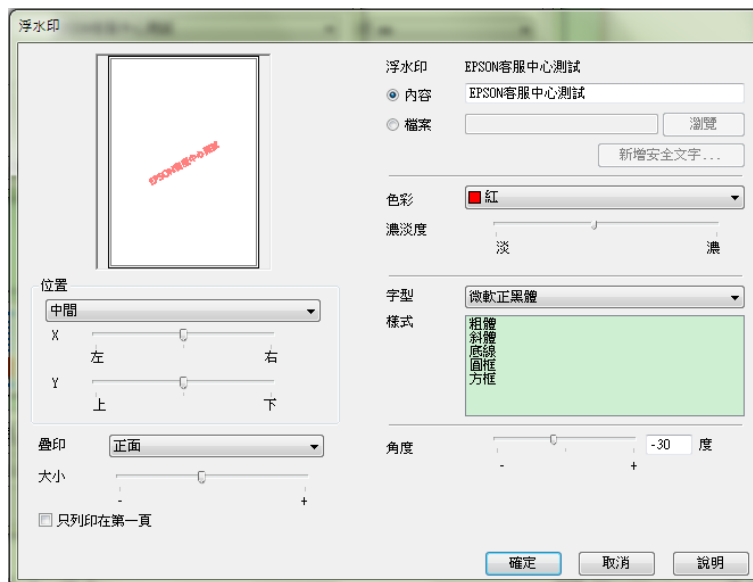 浮水印
EPSON客服中心測試
浮水印 EPSON客服中心測試
內容 EPSON客服中心測試
檔案 瀏覽
新增安全文字...
色彩 紅
濃淡度
淡 濃
位置
中間
X
左 右
Y
上 下
字型 微軟正黑體
樣式 粗體
斜體
底線
圓框
方框
疊印 正面
大小
- +
只列印在第一頁
角度 -30 度
- +
確定 取消 說明